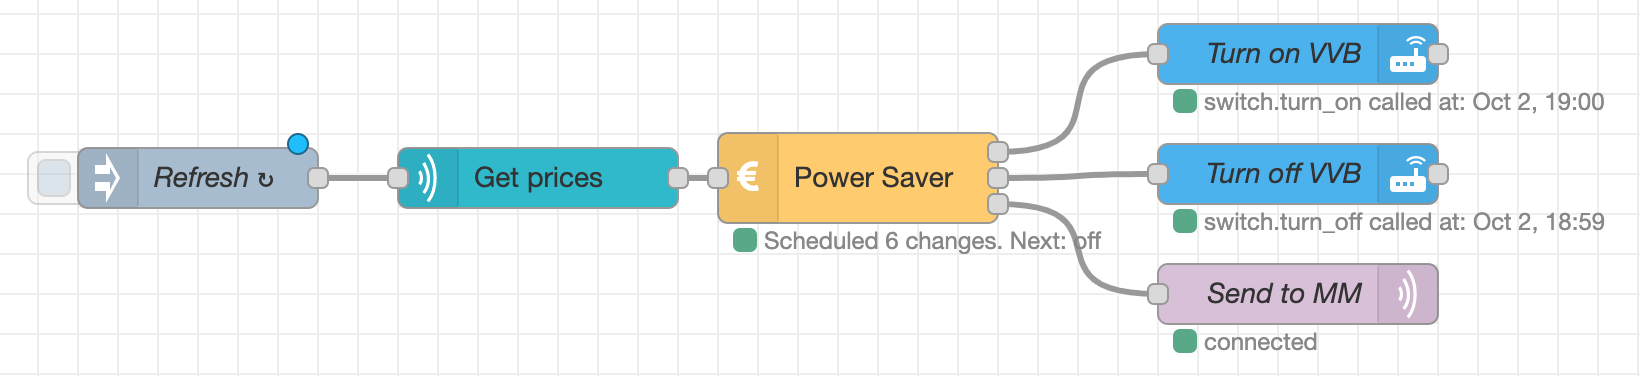 Refresh ↻
Get prices
€
Power Saver
Scheduled 6 changes. Next: off
Turn on VVB
switch.turn_on called at: Oct 2, 19:00
Turn off VVB
switch.turn_off called at: Oct 2, 18:59
Send to MM
connected